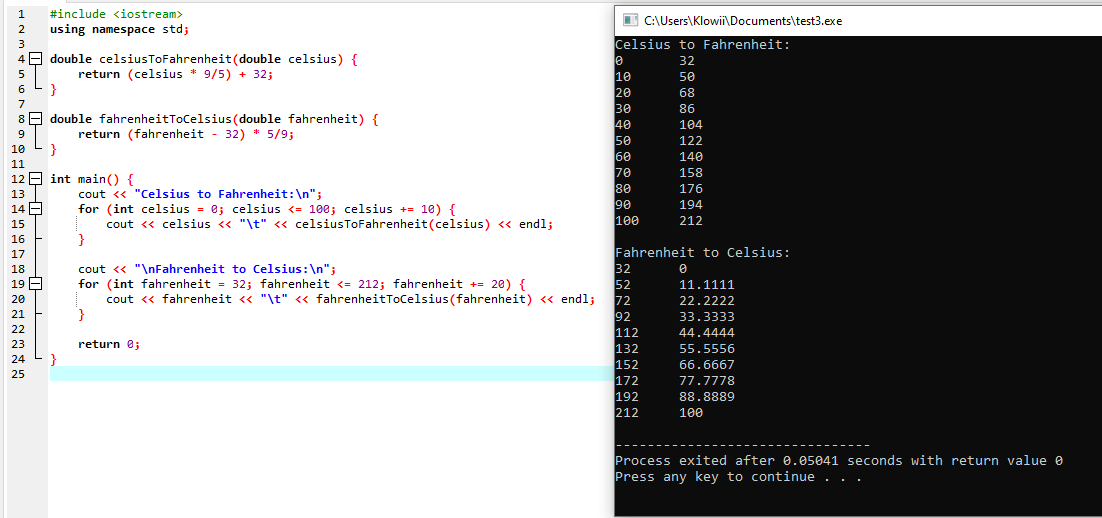 1 #include <iostream>
2 using namespace std;
3
4 double celsiusToFahrenheit(double celsius) {
5     return (celsius * 9/5) + 32;
6 }
7
8 double fahrenheitToCelsius(double fahrenheit) {
9     return (fahrenheit - 32) * 5/9;
10 }
11
12 int main() {
13     cout << "Celsius to Fahrenheit:\n";
14     for (int celsius = 0; celsius <= 100; celsius += 10) {
15         cout << celsius << "\t" << celsiusToFahrenheit(celsius) << endl;
16     }
17
18     cout << "\nFahrenheit to Celsius:\n";
19     for (int fahrenheit = 32; fahrenheit <= 212; fahrenheit += 20) {
20         cout << fahrenheit << "\t" << fahrenheitToCelsius(fahrenheit) << endl;
21     }
22
23     return 0;
24 }
25
C:\Users\Klowii\Documents\test3.exe
Celsius to Fahrenheit:
0       32
10      50
20      68
30      86
40      104
50      122
60      140
70      158
80      176
90      194
100     212

Fahrenheit to Celsius:
32      0
52      11.1111
72      22.2222
92      33.3333
112     44.4444
132     55.5556
152     66.6667
172     77.7778
192     88.8889
212     100

--------------------------------
Process exited after 0.05041 seconds with return value 0
Press any key to continue . . .